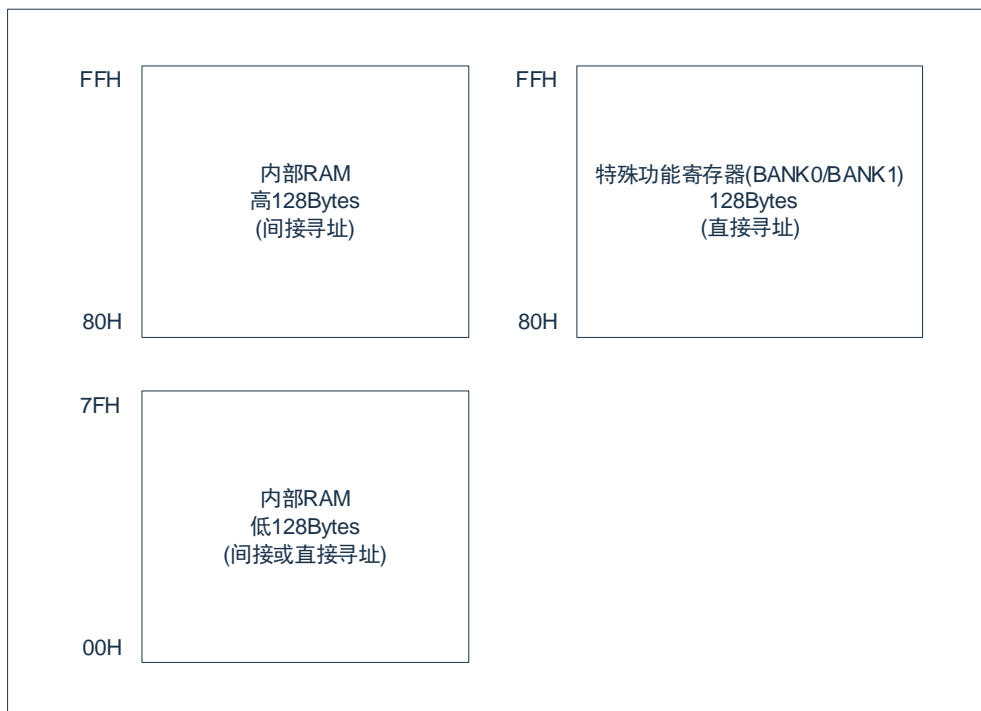 FFH
内部RAM
高128Bytes
(间接寻址)
80H
FFH
特殊功能寄存器(BANK0/BANK1)
128Bytes
(直接寻址)
80H
7FH
内部RAM
低128Bytes
(间接或直接寻址)
00H